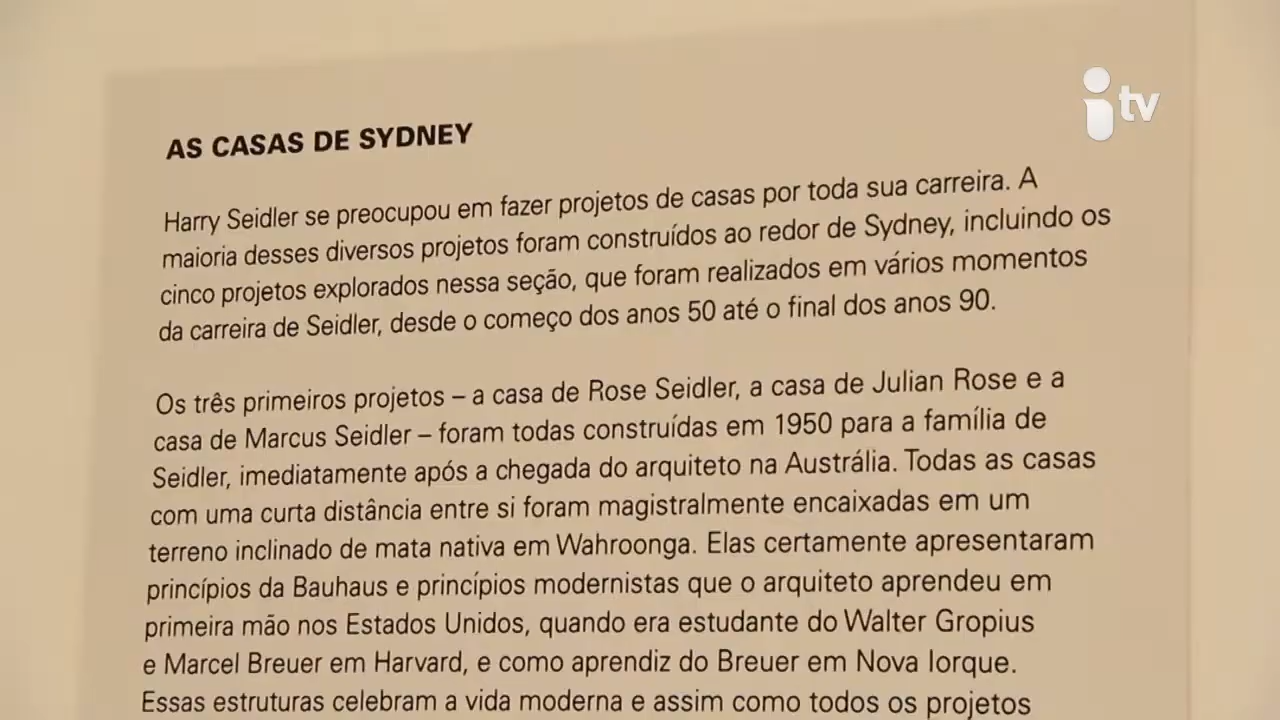 itv
AS CASAS DE SYDNEY
Harry Seidler se preocupou em fazer projetos de casas por toda sua carreira. A
maioria desses diversos projetos foram construídos ao redor de Sydney, incluindo os
cinco projetos explorados nessa seção, que foram realizados em vários momentos
da carreira de Seidler, desde o começo dos anos 50 até o final dos anos 90.
Os três primeiros projetos – a casa de Rose Seidler, a casa de Julian Rose e a
casa de Marcus Seidler – foram todas construídas em 1950 para a família de
Seidler, imediatamente após a chegada do arquiteto na Austrália. Todas as casas
com uma curta distância entre si foram magistralmente encaixadas em um
terreno inclinado de mata nativa em Wahroonga. Elas certamente apresentaram
princípios da Bauhaus e princípios modernistas que o arquiteto aprendeu em
primeira mão nos Estados Unidos, quando era estudante do Walter Gropius
e Marcel Breuer em Harvard, e como aprendiz do Breuer em Nova Iorque.
Essas estruturas celebram a vida moderna e assim como todos os projetos